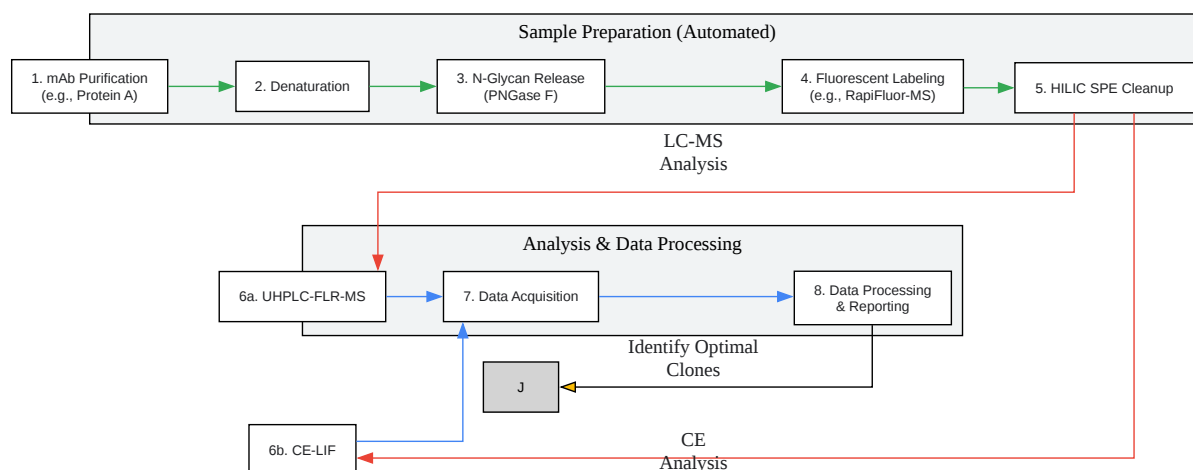 Sample Preparation (Automated)
1. mAb Purification
(e.g., Protein A)
2. Denaturation
3. N-Glycan Release
(PNGase F)
4. Fluorescent Labeling
(e.g., RapiFluor-MS)
5. HILIC SPE Cleanup
LC-MS
Analysis
Analysis & Data Processing
6a. UHPLC-FLR-MS
7. Data Acquisition
8. Data Processing
& Reporting
Identify Optimal
Clones
J
6b. CE-LIF
CE
Analysis